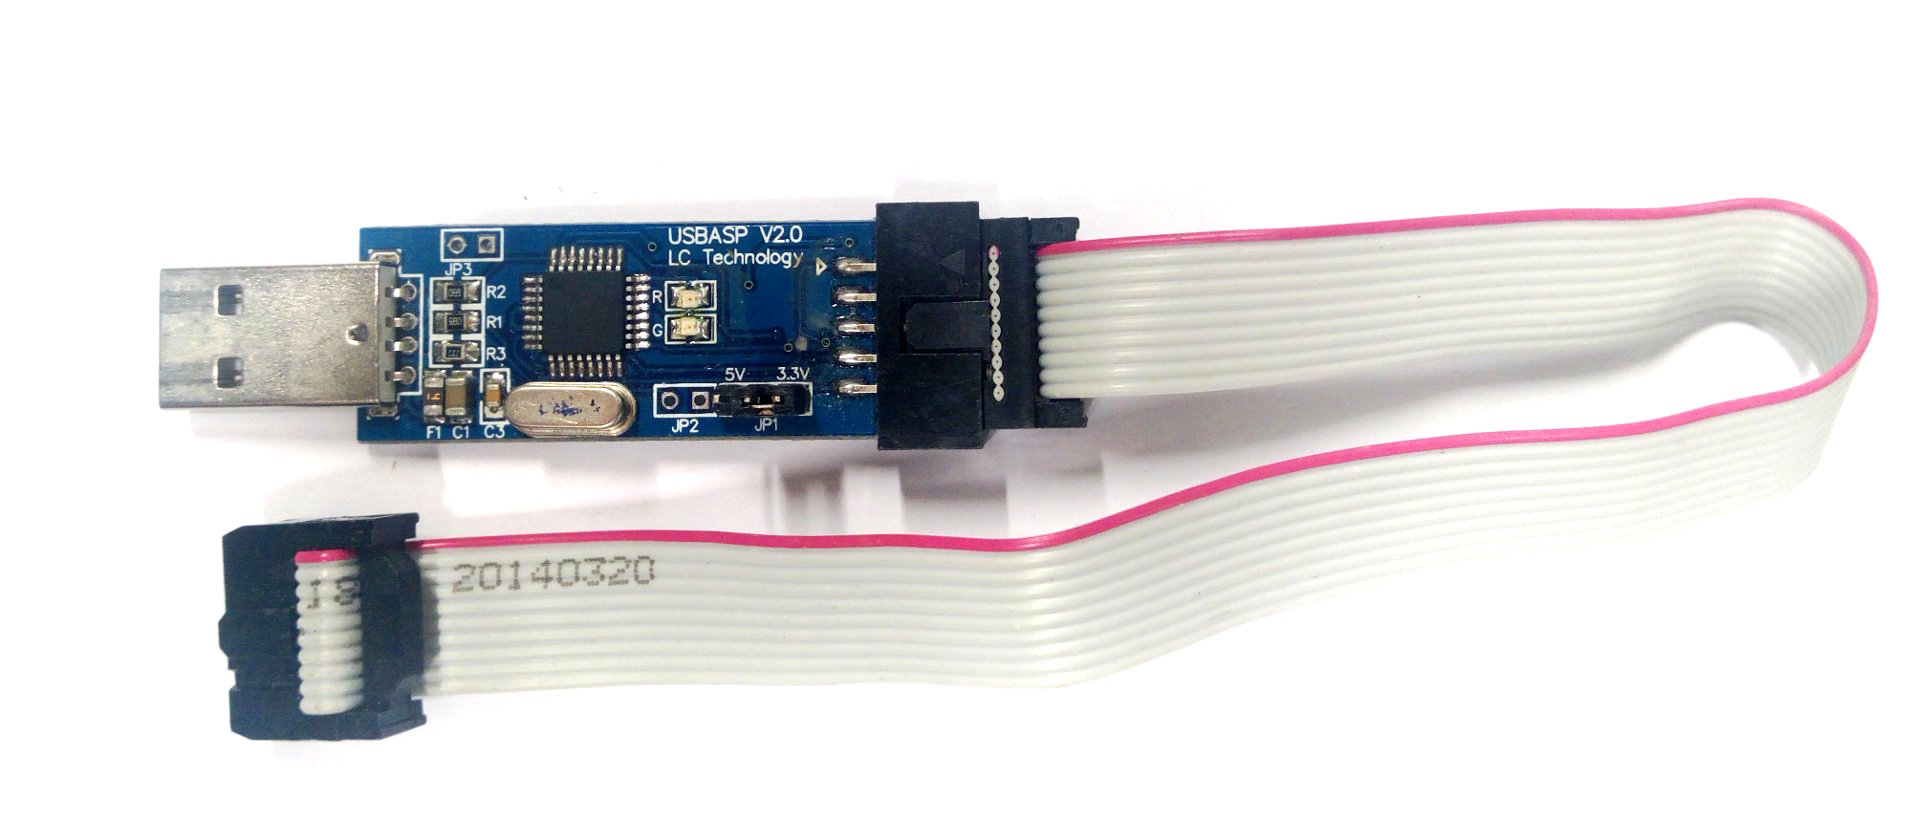 USBASP V2.0
LC Technology
JP3
R2
R1
R3
R
G
5V 3.3V
F1 C1 C3
JP2 JP1
20140320